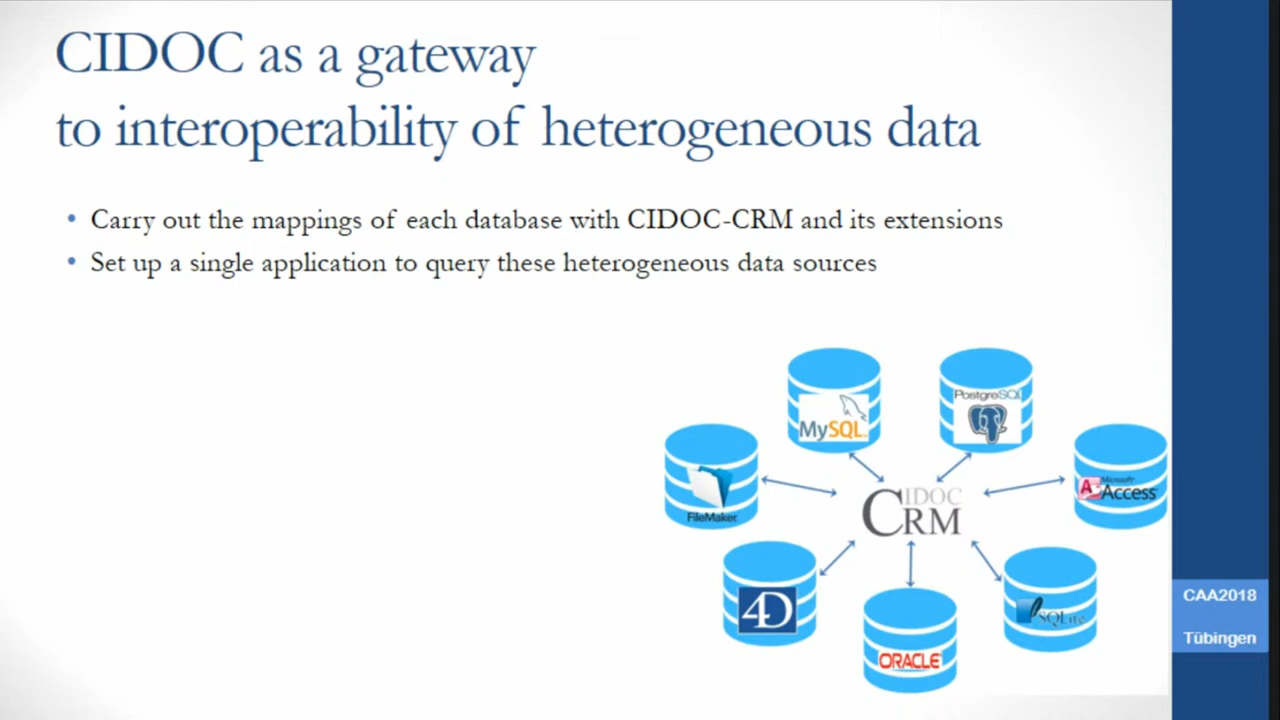 CIDOC as a gateway
to interoperability of heterogeneous data
• Carry out the mappings of each database with CIDOC-CRM and its extensions
• Set up a single application to query these heterogeneous data sources
MySQL
PostgreSQL
FileMaker
Microsoft
Access
CIDOC
CRM
4D
SQLite
ORACLE
CAA2018
Tübingen